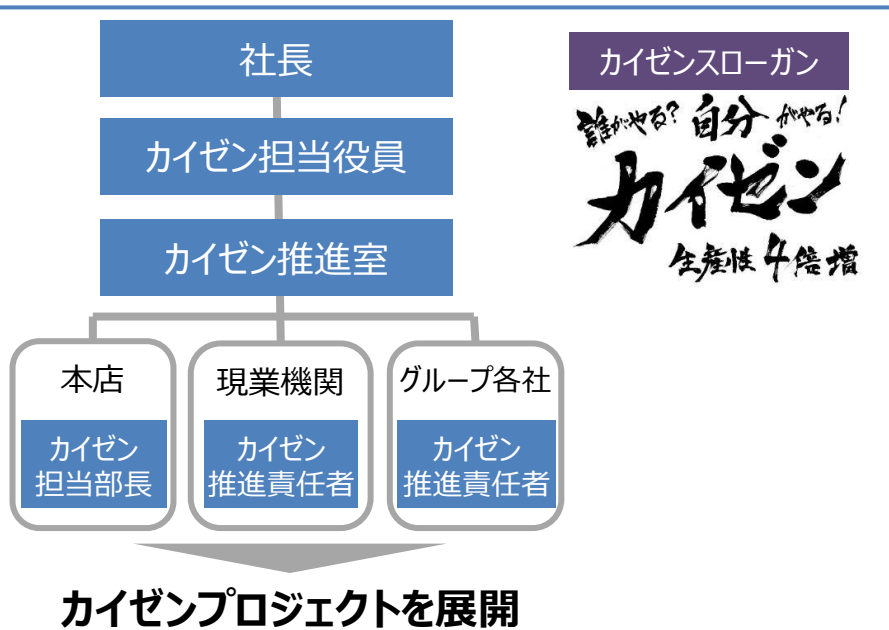 社長
カイゼン担当役員
カイゼン推進室
本店
カイゼン
担当部長
現業機関
カイゼン
推進責任者
グループ各社
カイゼン
推進責任者
カイゼンプロジェクトを展開
カイゼンスローガン
誰がやる?自分がやる!
カイゼン
生産性4倍増